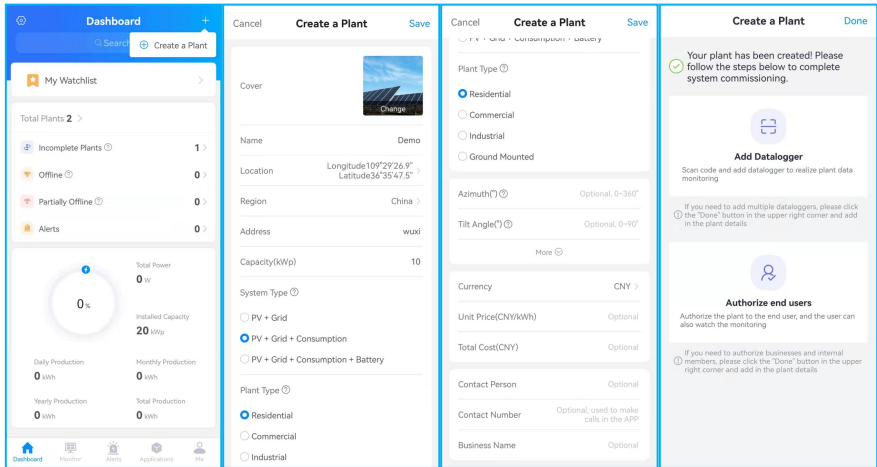 Dashboard
+
Search
Create a Plant
My Watchlist
Total Plants 2
Incomplete Plants
1
Offline
0
Partially Offline
0
Alerts
0
0 %
Total Power
0 W
Installed Capacity
20 kWp
Daily Production
0 kWh
Monthly Production
0 kWh
Yearly Production
0 kWh
Total Production
0 kWh
Dashboard
Monitor
Alerts
Applications
Me
Cancel
Create a Plant
Save
Cover
Change
Name
Demo
Location
Longitude109°29'26.9"
Latitude36°35'47.5"
Region
China
Address
wuxi
Capacity(kWp)
10
System Type
PV + Grid
PV + Grid + Consumption
PV + Grid + Consumption + Battery
Plant Type
Residential
Commercial
Industrial
Cancel
Create a Plant
Save
PV + Grid + Consumption + Battery
Plant Type
Residential
Commercial
Industrial
Ground Mounted
Azimuth(°)
Optional, 0~360°
Tilt Angle(°)
Optional, 0~90°
More
Currency
CNY
Unit Price(CNY/kWh)
Optional
Total Cost(CNY)
Optional
Contact Person
Optional
Contact Number
Optional, used to make
calls in the APP
Business Name
Optional
Create a Plant
Done
Your plant has been created! Please
follow the steps below to complete
system commissioning.
Add Datalogger
Scan code and add datalogger to realize plant data
monitoring
If you need to add multiple dataloggers, please click
the "Done" button in the upper right corner and add
in the plant details
Authorize end users
Authorize the plant to the end user, and the user can
also watch the monitoring
If you need to authorize businesses and internal
members, please click the "Done" button in the upper
right corner and add in the plant details